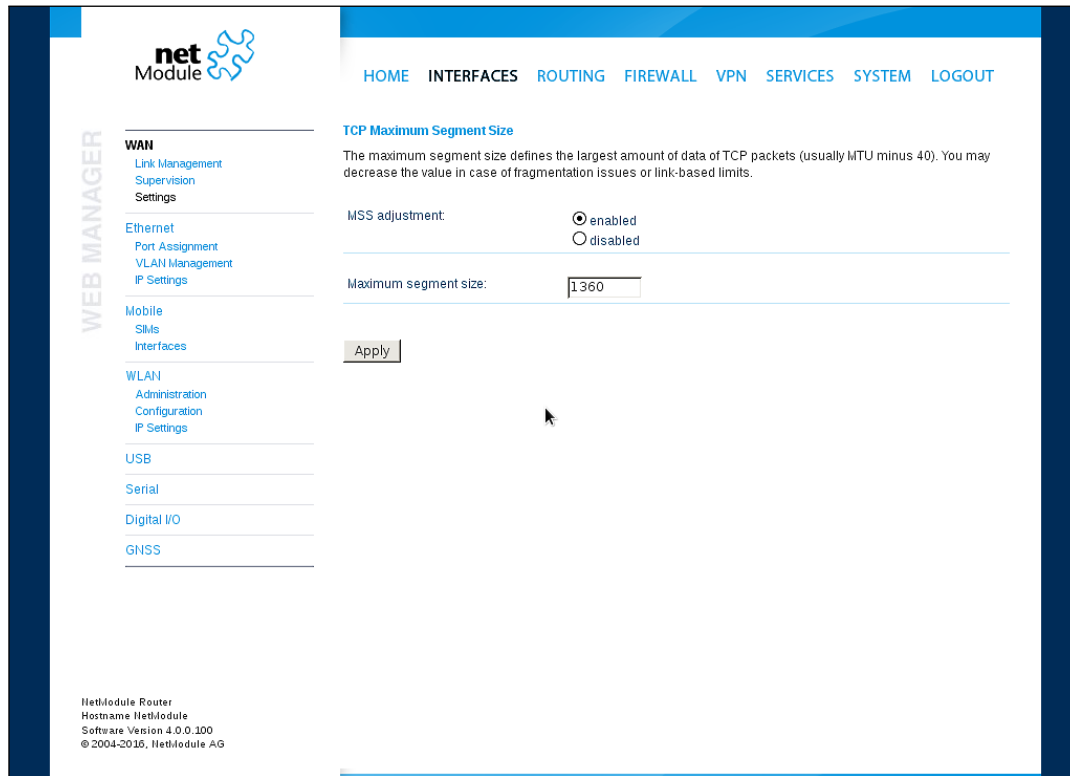 net
Module
HOME INTERFACES ROUTING FIREWALL VPN SERVICES SYSTEM LOGOUT
WEB MANAGER
WAN
Link Management
Supervision
Settings
Ethernet
Port Assignment
VLAN Management
IP Settings
Mobile
SIMs
Interfaces
WLAN
Administration
Configuration
IP Settings
USB
Serial
Digital I/O
GNSS
TCP Maximum Segment Size
The maximum segment size defines the largest amount of data of TCP packets (usually MTU minus 40). You may
decrease the value in case of fragmentation issues or link-based limits.
MSS adjustment:
enabled
disabled
Maximum segment size: 1360
Apply
NetModule Router
Hostname NetModule
Software Version 4.0.0.100
© 2004-2016, NetModule AG